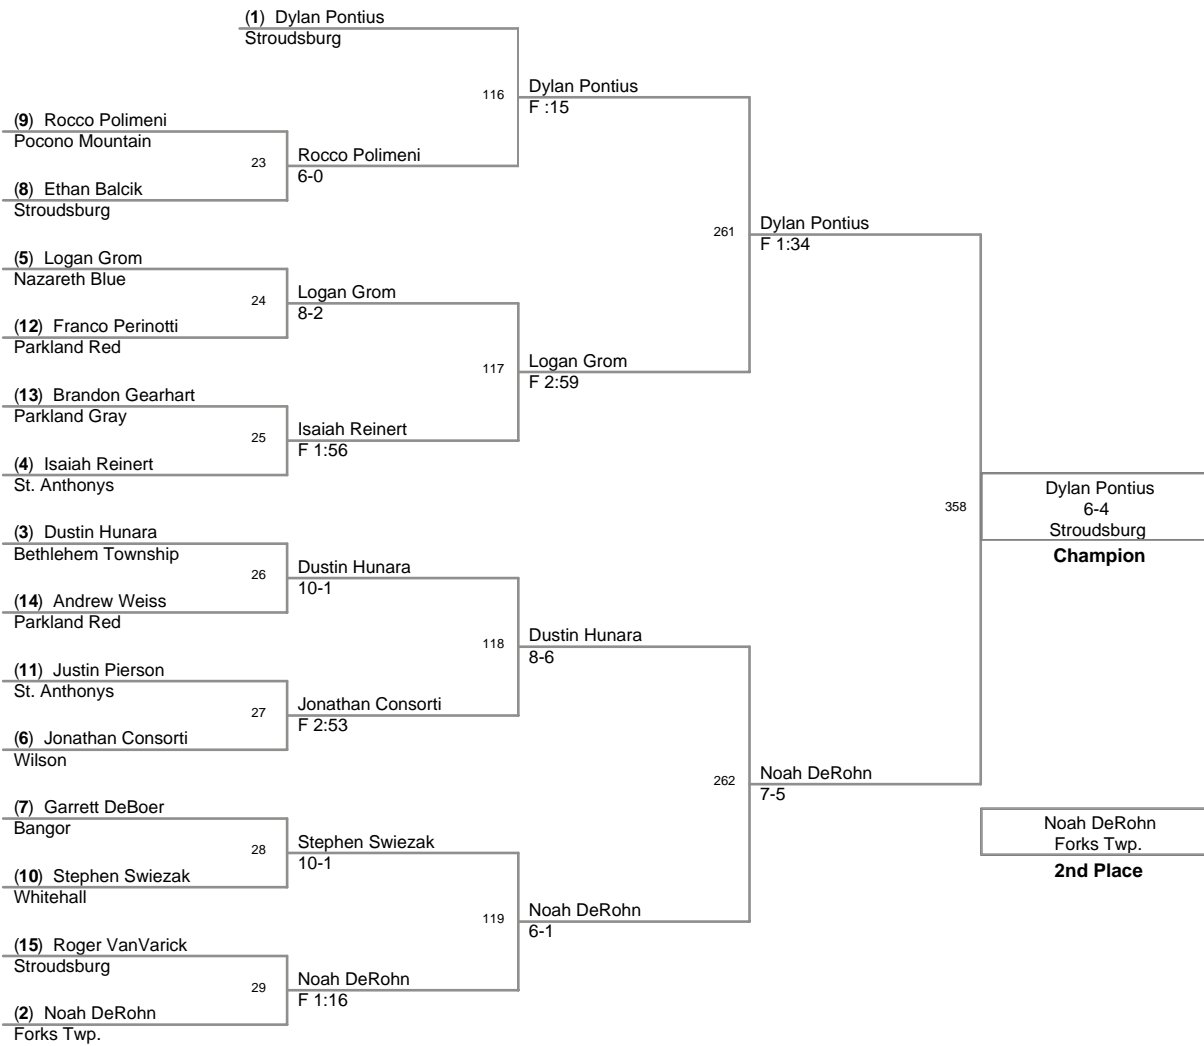 (1) Dylan Pontius
Stroudsburg
116
Dylan Pontius
F :15
(9) Rocco Polimeni
Pocono Mountain
23
Rocco Polimeni
6-0
(8) Ethan Balcik
Stroudsburg
261
Dylan Pontius
F 1:34
(5) Logan Grom
Nazareth Blue
24
Logan Grom
8-2
(12) Franco Perinotti
Parkland Red
117
Logan Grom
F 2:59
(13) Brandon Gearhart
Parkland Gray
25
Isaiah Reinert
F 1:56
(4) Isaiah Reinert
St. Anthonys
358
Dylan Pontius
6-4
Stroudsburg
Champion
(3) Dustin Hunara
Bethlehem Township
26
Dustin Hunara
10-1
(14) Andrew Weiss
Parkland Red
118
Dustin Hunara
8-6
(11) Justin Pierson
St. Anthonys
27
Jonathan Consorti
F 2:53
(6) Jonathan Consorti
Wilson
262
Noah DeRohn
7-5
(7) Garrett DeBoer
Bangor
28
Stephen Swiezak
10-1
(10) Stephen Swiezak
Whitehall
Noah DeRohn
Forks Twp.
2nd Place
119
Noah DeRohn
6-1
(15) Roger VanVarick
Stroudsburg
29
Noah DeRohn
F 1:16
(2) Noah DeRohn
Forks Twp.